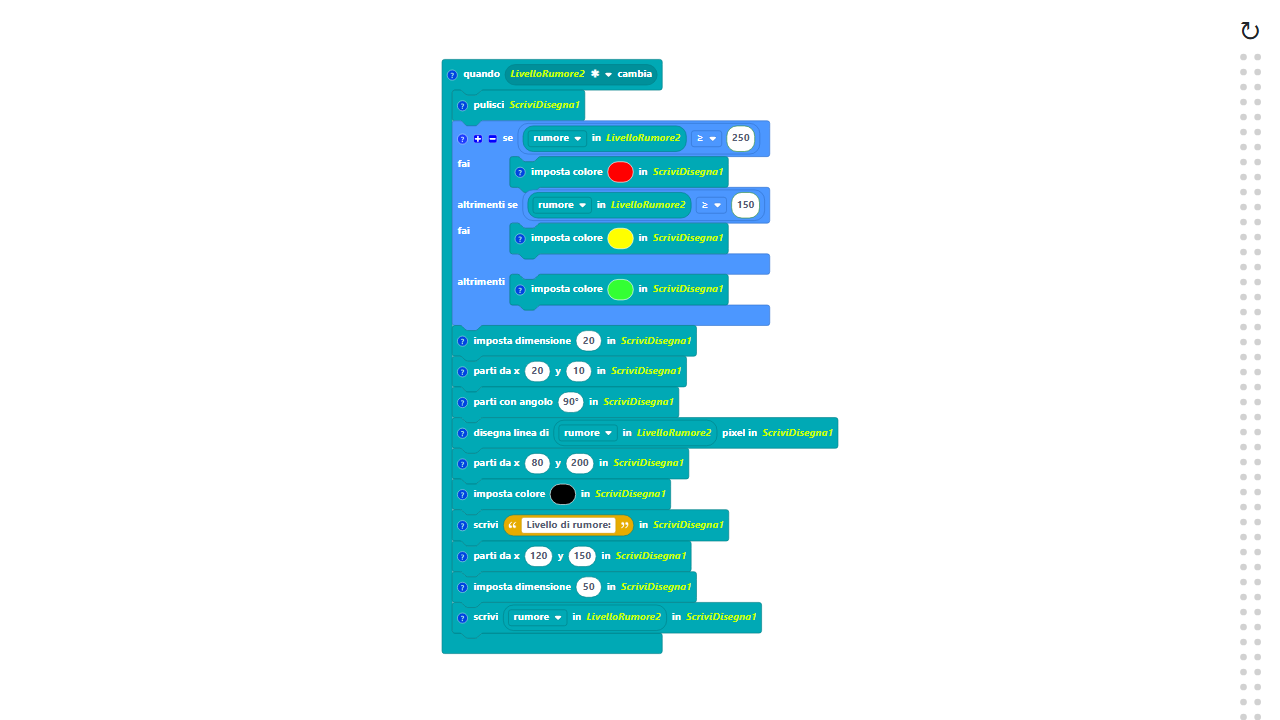 quando LivelloRumore2 ✱ cambia
pulisci ScriviDisegna1
se rumore in LivelloRumore2 ≥ 250
fai imposta colore in ScriviDisegna1
altrimenti se rumore in LivelloRumore2 ≥ 150
fai imposta colore in ScriviDisegna1
altrimenti imposta colore in ScriviDisegna1
imposta dimensione 20 in ScriviDisegna1
parti da x 20 y 10 in ScriviDisegna1
parti con angolo 90° in ScriviDisegna1
disegna linea di rumore in LivelloRumore2 pixel in ScriviDisegna1
parti da x 80 y 200 in ScriviDisegna1
imposta colore in ScriviDisegna1
scrivi “ Livello di rumore: ” in ScriviDisegna1
parti da x 120 y 150 in ScriviDisegna1
imposta dimensione 50 in ScriviDisegna1
scrivi rumore in LivelloRumore2 in ScriviDisegna1